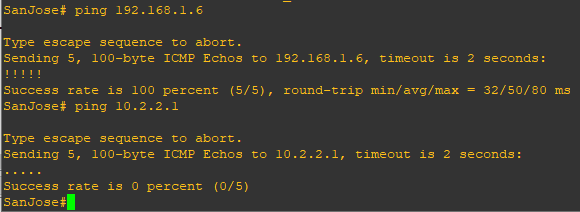 SanJose# ping 192.168.1.6
Type escape sequence to abort.
Sending 5, 100-byte ICMP Echos to 192.168.1.6, timeout is 2 seconds:
!!!!!
Success rate is 100 percent (5/5), round-trip min/avg/max = 32/50/80 ms
SanJose# ping 10.2.2.1
Type escape sequence to abort.
Sending 5, 100-byte ICMP Echos to 10.2.2.1, timeout is 2 seconds:
.....
Success rate is 0 percent (0/5)
SanJose#